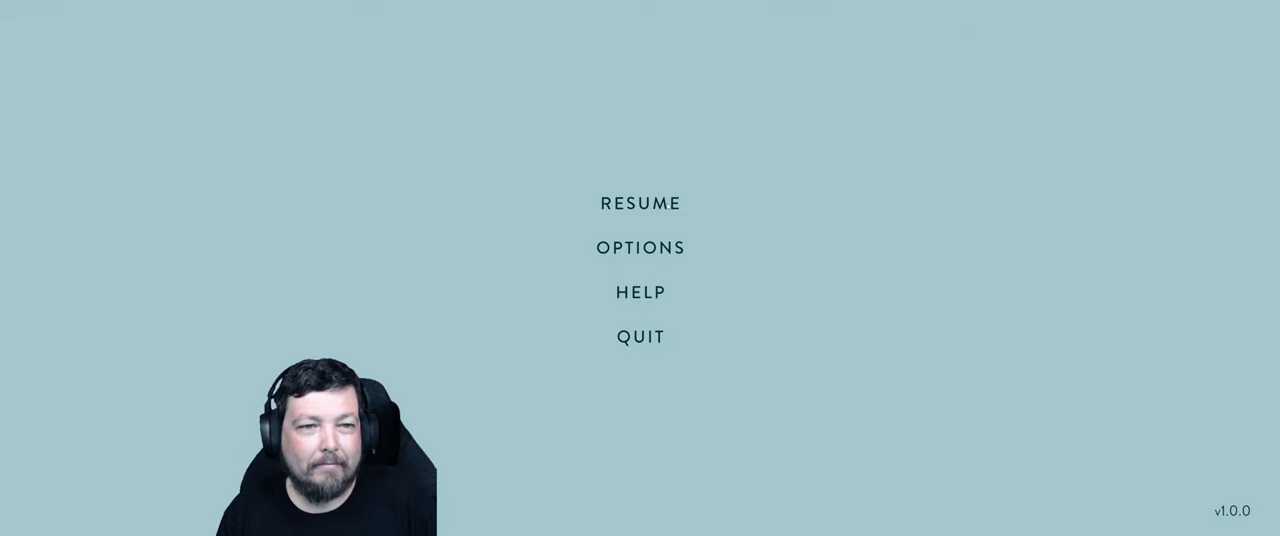 RESUME
OPTIONS
HELP
QUIT
v1.0.0